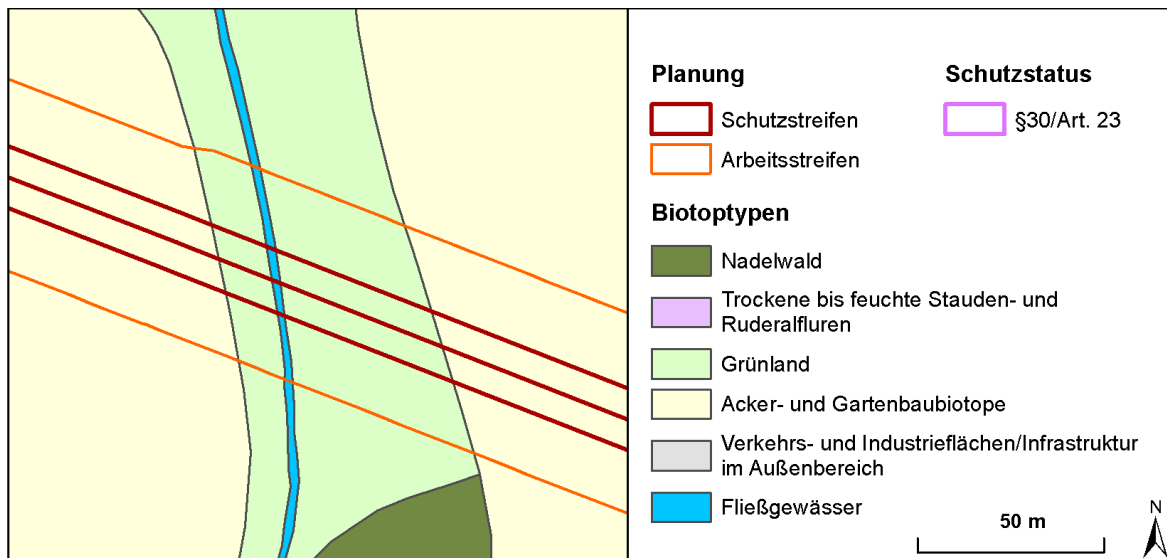 Planung
Schutzstreifen
Arbeitsstreifen
Schutzstatus
§30/Art. 23
Biotoptypen
Nadelwald
Trockene bis feuchte Stauden- und
Ruderalfluren
Grünland
Acker- und Gartenbaubiotope
Verkehrs- und Industrieflächen/Infrastruktur
im Außenbereich
Fließgewässer
50 m
N